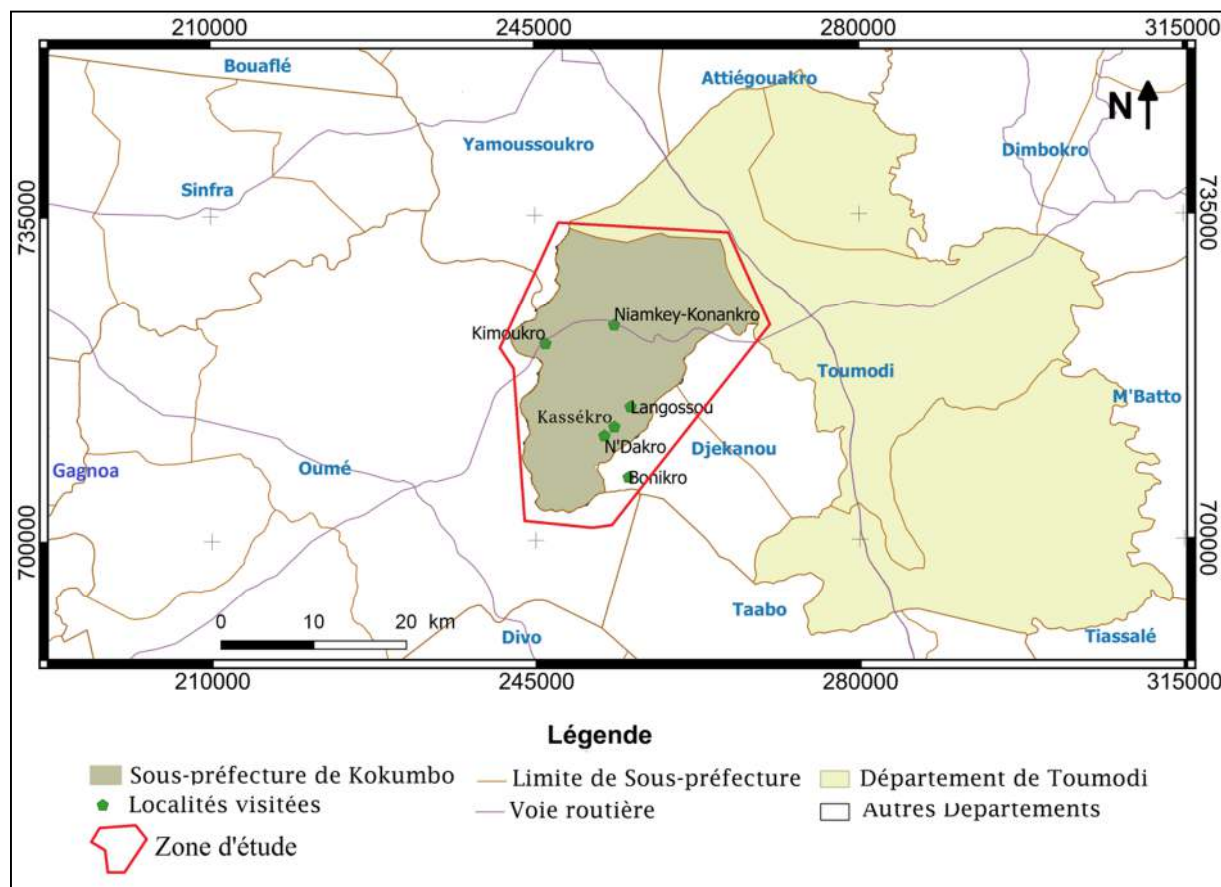 210000 245000 280000 315000
Bouaflé
Attiégouakro
N
Yamoussoukro
Dimbokro
Sinfra
735000
735000
Niamkey-Konankro
Kimoukro
Toumodi
M'Batto
Langossou
Kassékro
N'Dakro
Djekanou
Gagnoa
Oumé
Bonikro
700000
700000
Taabo
0 10 20 km
Divo
Tiassalé
210000 245000 280000 315000
Légende
Sous-préfecture de Kokumbo
Limite de Sous-préfecture
Département de Toumodi
Localités visitées
Voie routière
Autres Départements
Zone d'étude